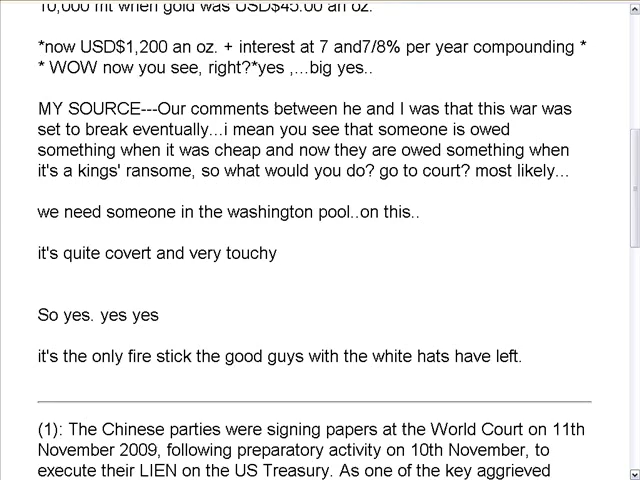 10,000 mt when gold was USD$45.00 an oz.
*now USD$1,200 an oz. + interest at 7 and7/8% per year compounding *
* WOW now you see, right?*yes ,...big yes..
MY SOURCE---Our comments between he and I was that this war was
set to break eventually...i mean you see that someone is owed
something when it was cheap and now they are owed something when
it's a kings' ransome, so what would you do? go to court? most likely...
we need someone in the washington pool..on this..
it's quite covert and very touchy
So yes. yes yes
it's the only fire stick the good guys with the white hats have left.
(1): The Chinese parties were signing papers at the World Court on 11th
November 2009, following preparatory activity on 10th November, to
execute their LIEN on the US Treasury. As one of the key aggrieved